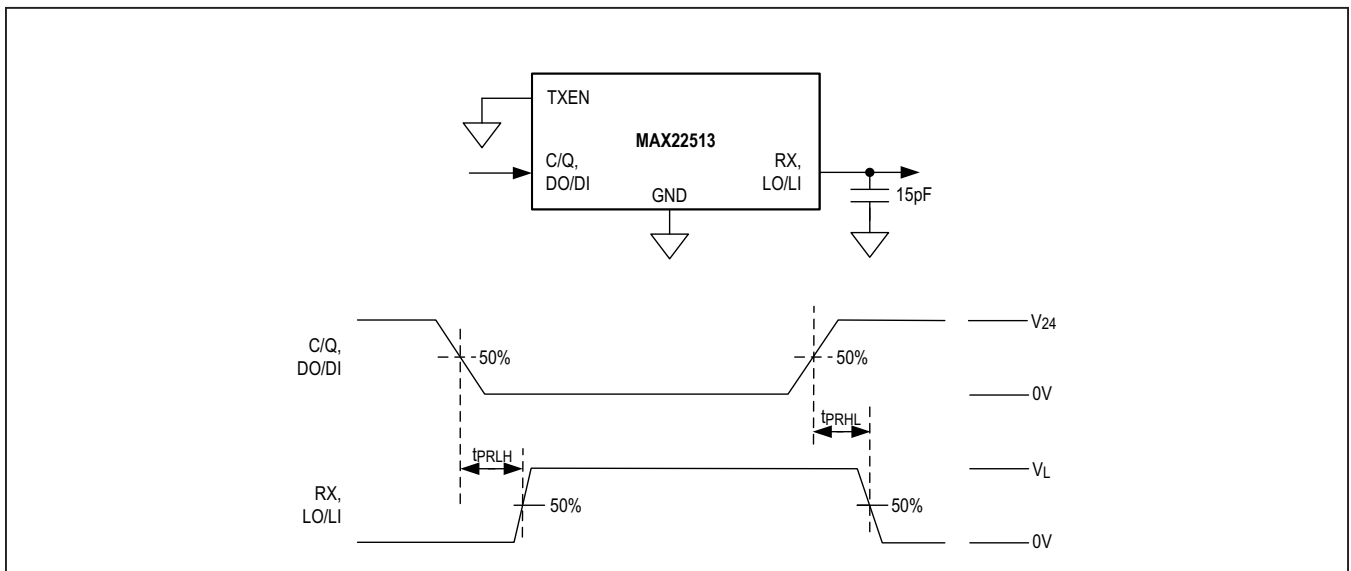 TXEN
MAX22513
C/Q,
DO/DI
RX,
LO/LI
GND
15pF
C/Q,
DO/DI
50%
50%
V24
0V
tPRLH
tPRHL
RX,
LO/LI
50%
50%
VL
0V